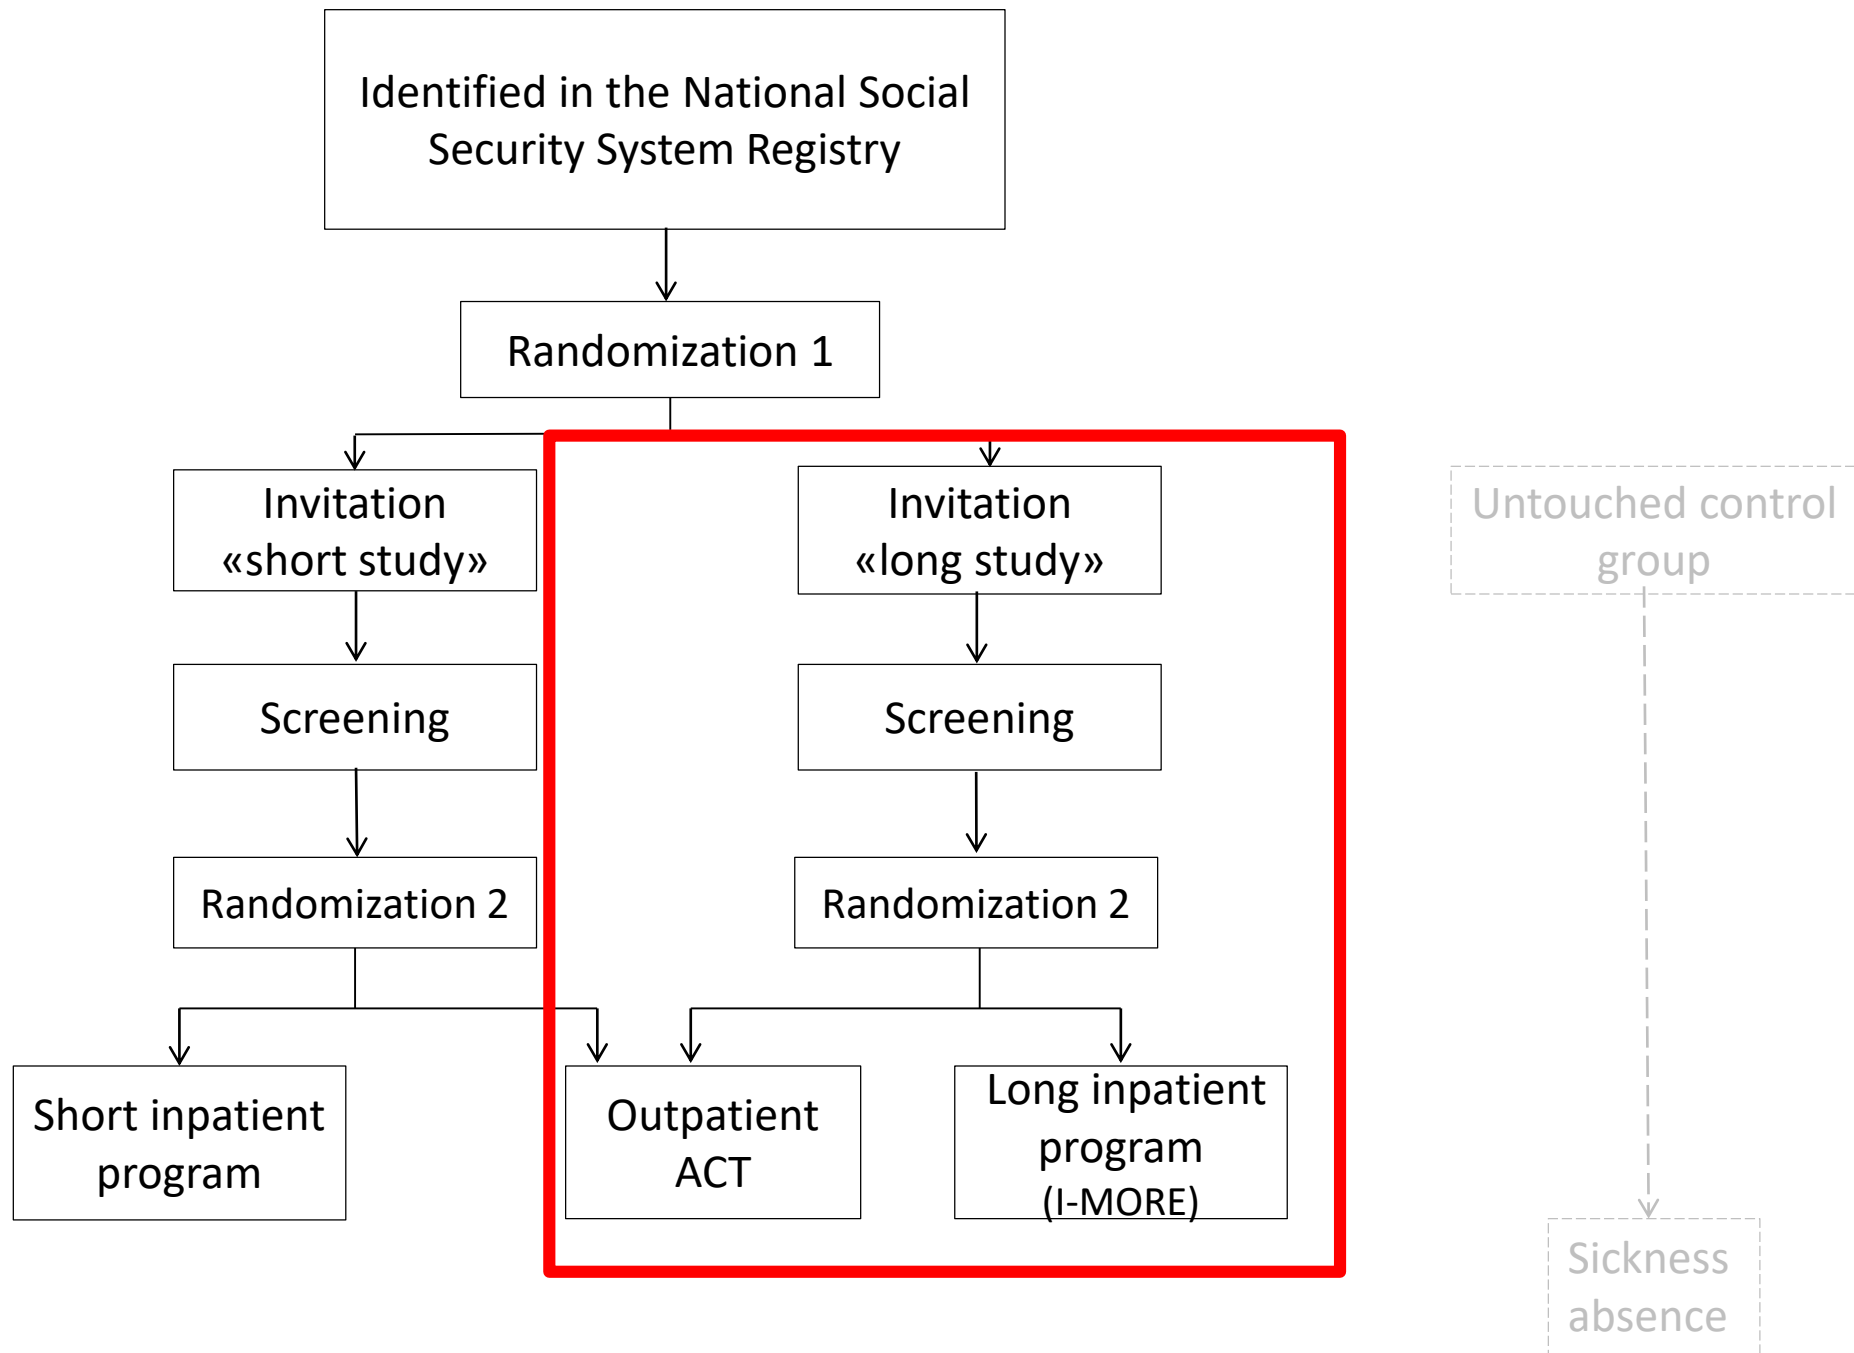 Identified in the National Social
Security System Registry
Randomization 1
Invitation
«short study»
Invitation
«long study»
Untouched control
group
Screening
Screening
Randomization 2
Randomization 2
Short inpatient
program
Outpatient
ACT
Long inpatient
program
(I-MORE)
Sickness
absence